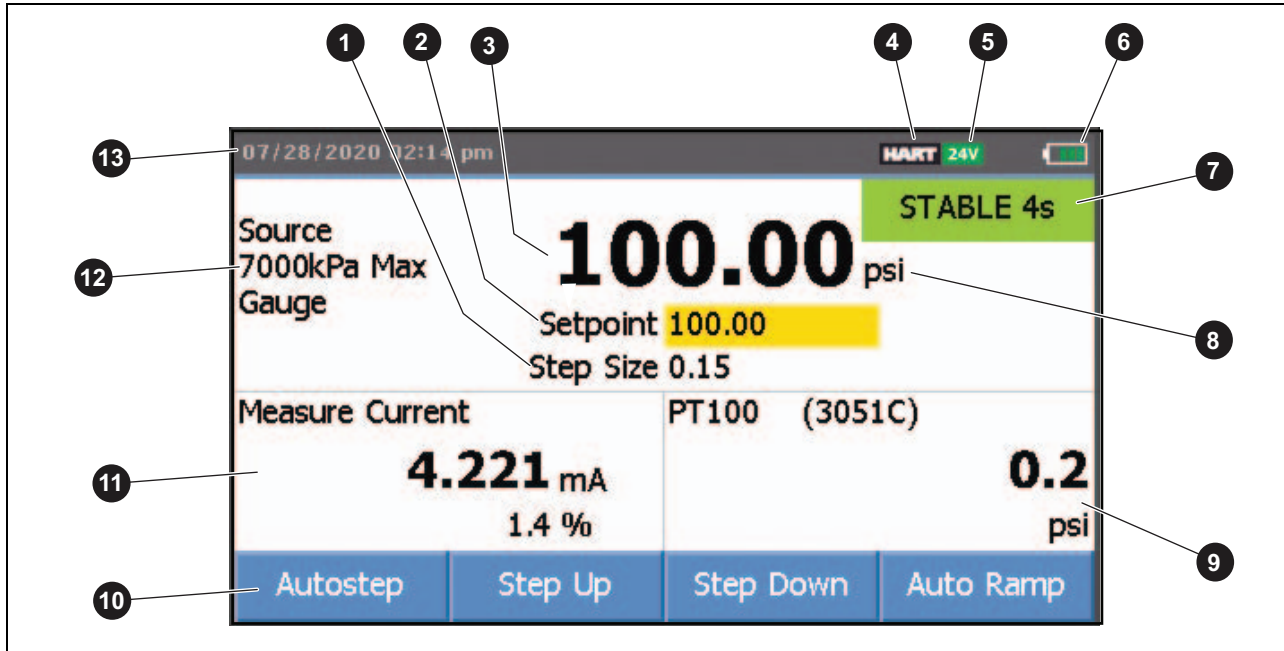 1 2 3 4 5 6
13 07/28/2020 02:14 pm HART 24V
STABLE 4s 7
Source
12 7000kPa Max
Gauge
100.00 psi
Setpoint 100.00 8
Step Size 0.15
Measure Current PT100 (3051C)
11 4.221 mA 0.2
1.4 % psi 9
10 Autostep Step Up Step Down Auto Ramp